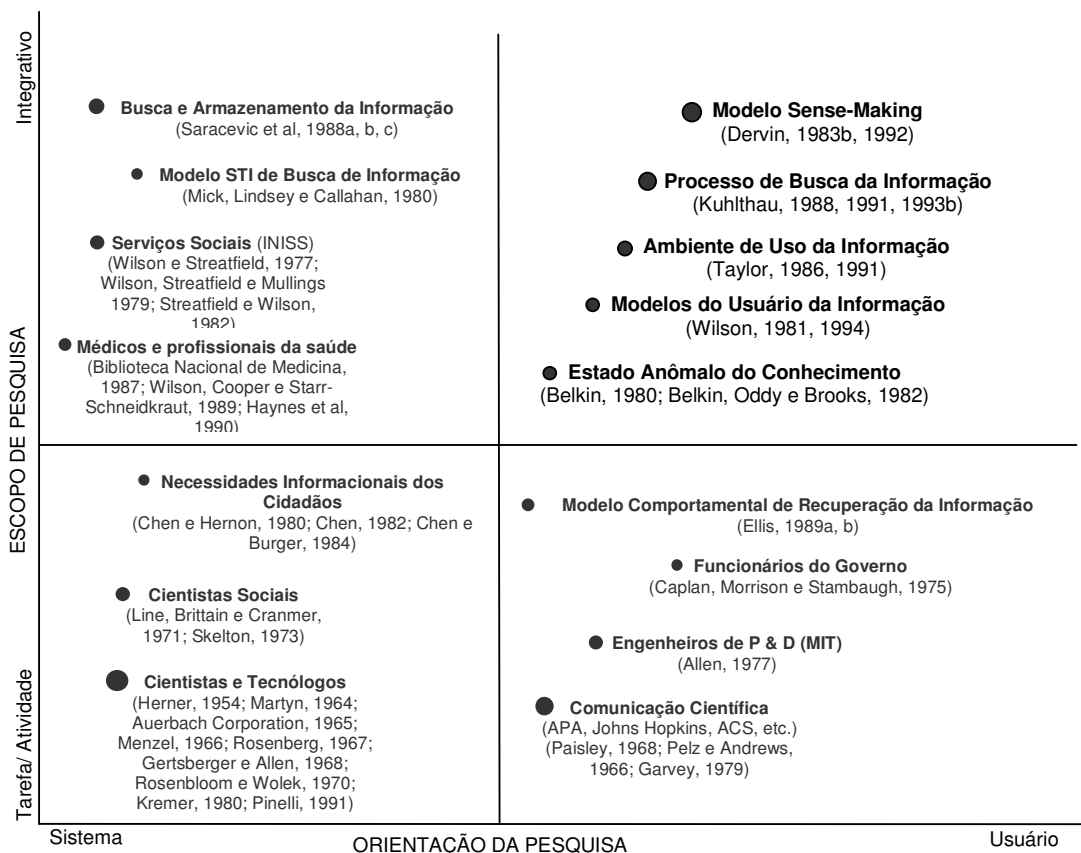 Integrativo
ESCOPO DE PESQUISA
Tarefa/ Atividade
Busca e Armazenamento da Informação
(Saracevic et al, 1988a, b, c)
Modelo STI de Busca de Informação
(Mick, Lindsey e Callahan, 1980)
Serviços Sociais (INISS)
(Wilson e Streatfield, 1977;
Wilson, Streatfield e Mullings
1979; Streatfield e Wilson,
1982)
Médicos e profissionais da saúde
(Biblioteca Nacional de Medicina,
1987; Wilson, Cooper e Starr-
Schneidkraut, 1989; Haynes et al,
1990)
Modelo Sense-Making
(Dervin, 1983b, 1992)
Processo de Busca da Informação
(Kuhlthau, 1988, 1991, 1993b)
Ambiente de Uso da Informação
(Taylor, 1986, 1991)
Modelos do Usuário da Informação
(Wilson, 1981, 1994)
Estado Anômalo do Conhecimento
(Belkin, 1980; Belkin, Oddy e Brooks, 1982)
Necessidades Informacionais dos
Cidadãos
(Chen e Hernon, 1980; Chen, 1982; Chen e
Burger, 1984)
Cientistas Sociais
(Line, Brittain e Cranmer,
1971; Skelton, 1973)
Cientistas e Tecnólogos
(Herner, 1954; Martyn, 1964;
Auerbach Corporation, 1965;
Menzel, 1966; Rosenberg, 1967;
Gertsberger e Allen, 1968;
Rosenbloom e Wolek, 1970;
Kremer, 1980; Pinelli, 1991)
Modelo Comportamental de Recuperação da Informação
(Ellis, 1989a, b)
Funcionários do Governo
(Caplan, Morrison e Stambaugh, 1975)
Engenheiros de P & D (MIT)
(Allen, 1977)
Comunicação Científica
(APA, Johns Hopkins, ACS, etc.)
(Paisley, 1968; Pelz e Andrews,
1966; Garvey, 1979)
Sistema
ORIENTAÇÃO DA PESQUISA
Usuário